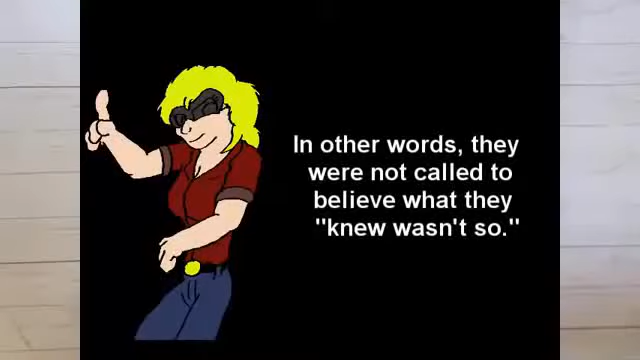 In other words, they
were not called to
believe what they
"knew wasn't so."